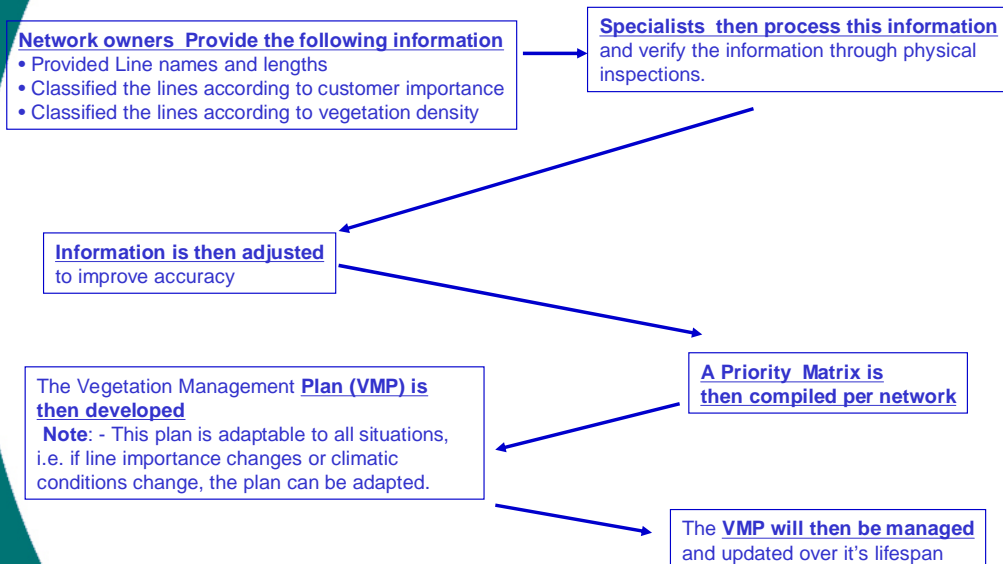 Network owners Provide the following information
• Provided Line names and lengths
• Classified the lines according to customer importance
• Classified the lines according to vegetation density
Specialists then process this information
and verify the information through physical
inspections.
Information is then adjusted
to improve accuracy
A Priority Matrix is
then compiled per network
The Vegetation Management Plan (VMP) is
then developed
Note: - This plan is adaptable to all situations,
i.e. if line importance changes or climatic
conditions change, the plan can be adapted.
The VMP will then be managed
and updated over it's lifespan